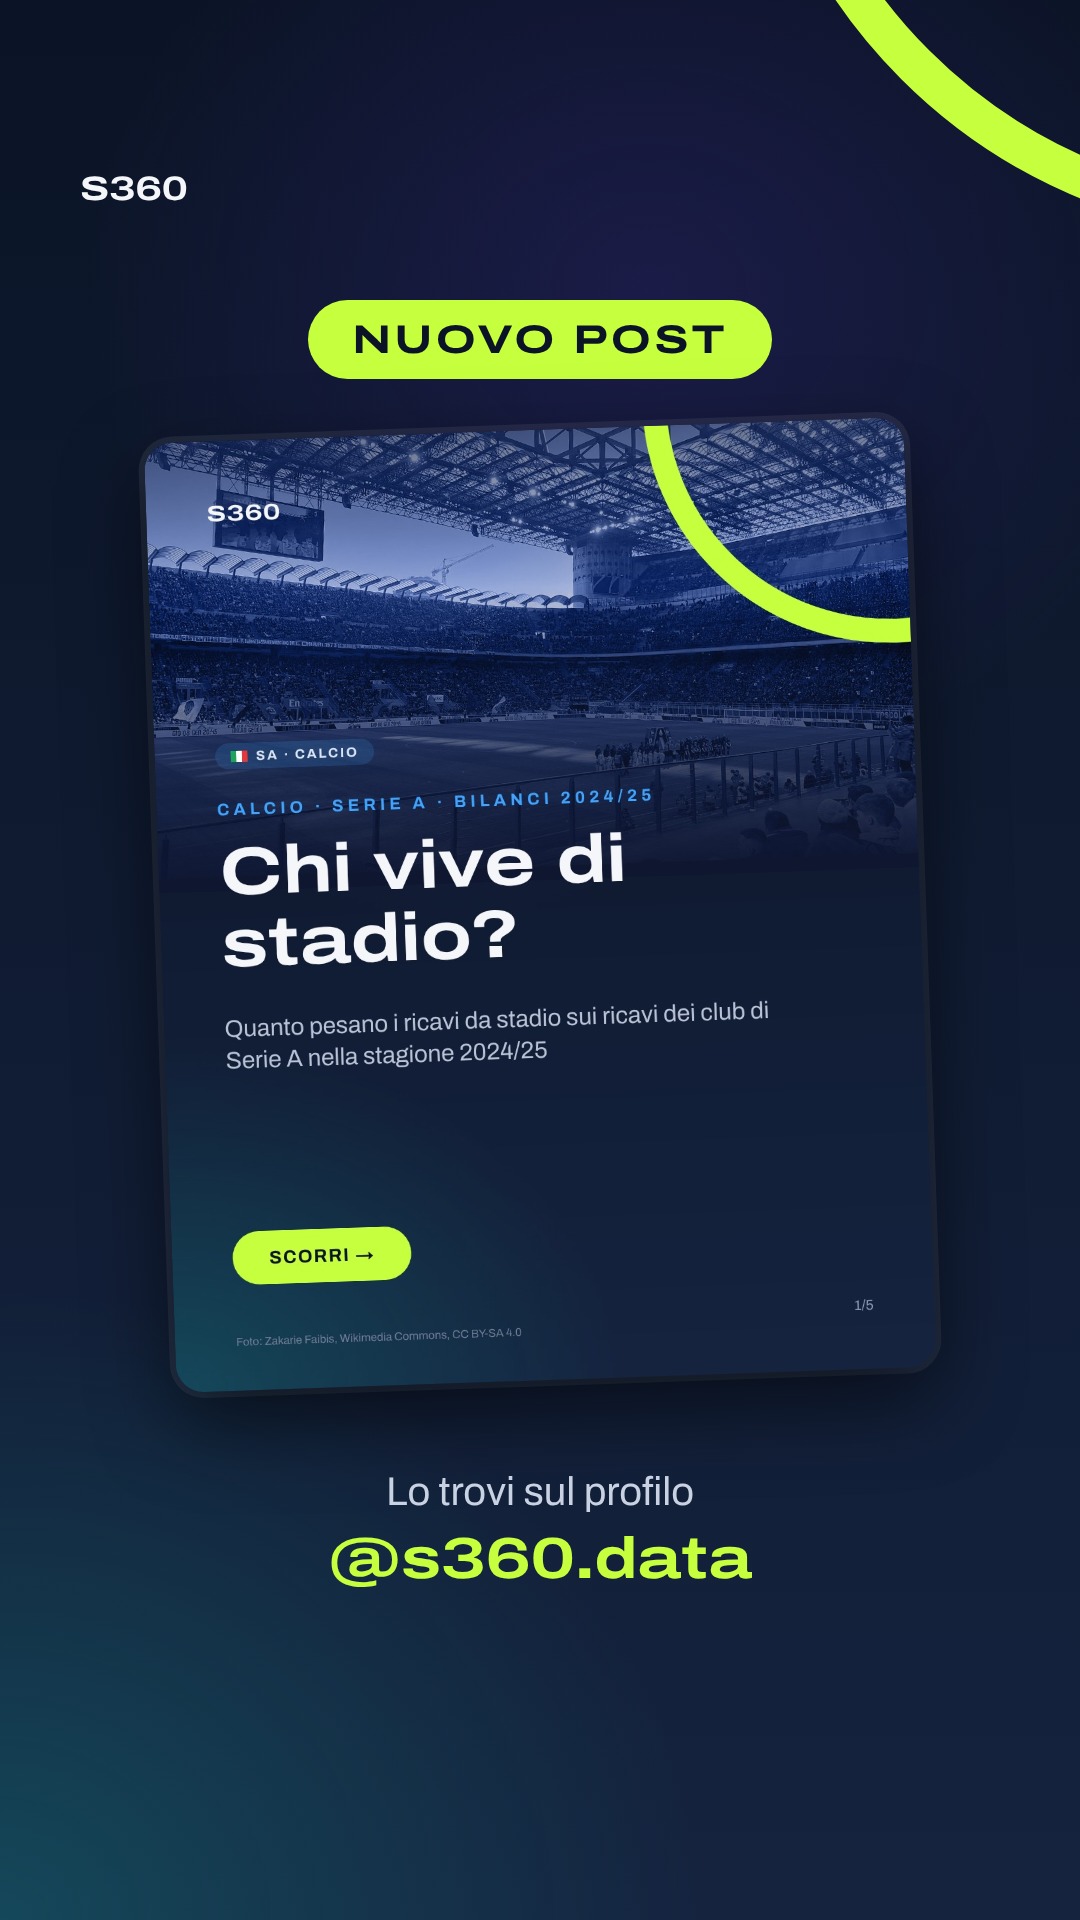 S360
NUOVO POST
S360
SA · CALCIO
CALCIO · SERIE A · BILANCI 2024/25
Chi vive di
stadio?
Quanto pesano i ricavi da stadio sui ricavi dei club di
Serie A nella stagione 2024/25
SCORRI →
1/5
Foto: Zakarie Faibis, Wikimedia Commons, CC BY-SA 4.0
Lo trovi sul profilo
@s360.data